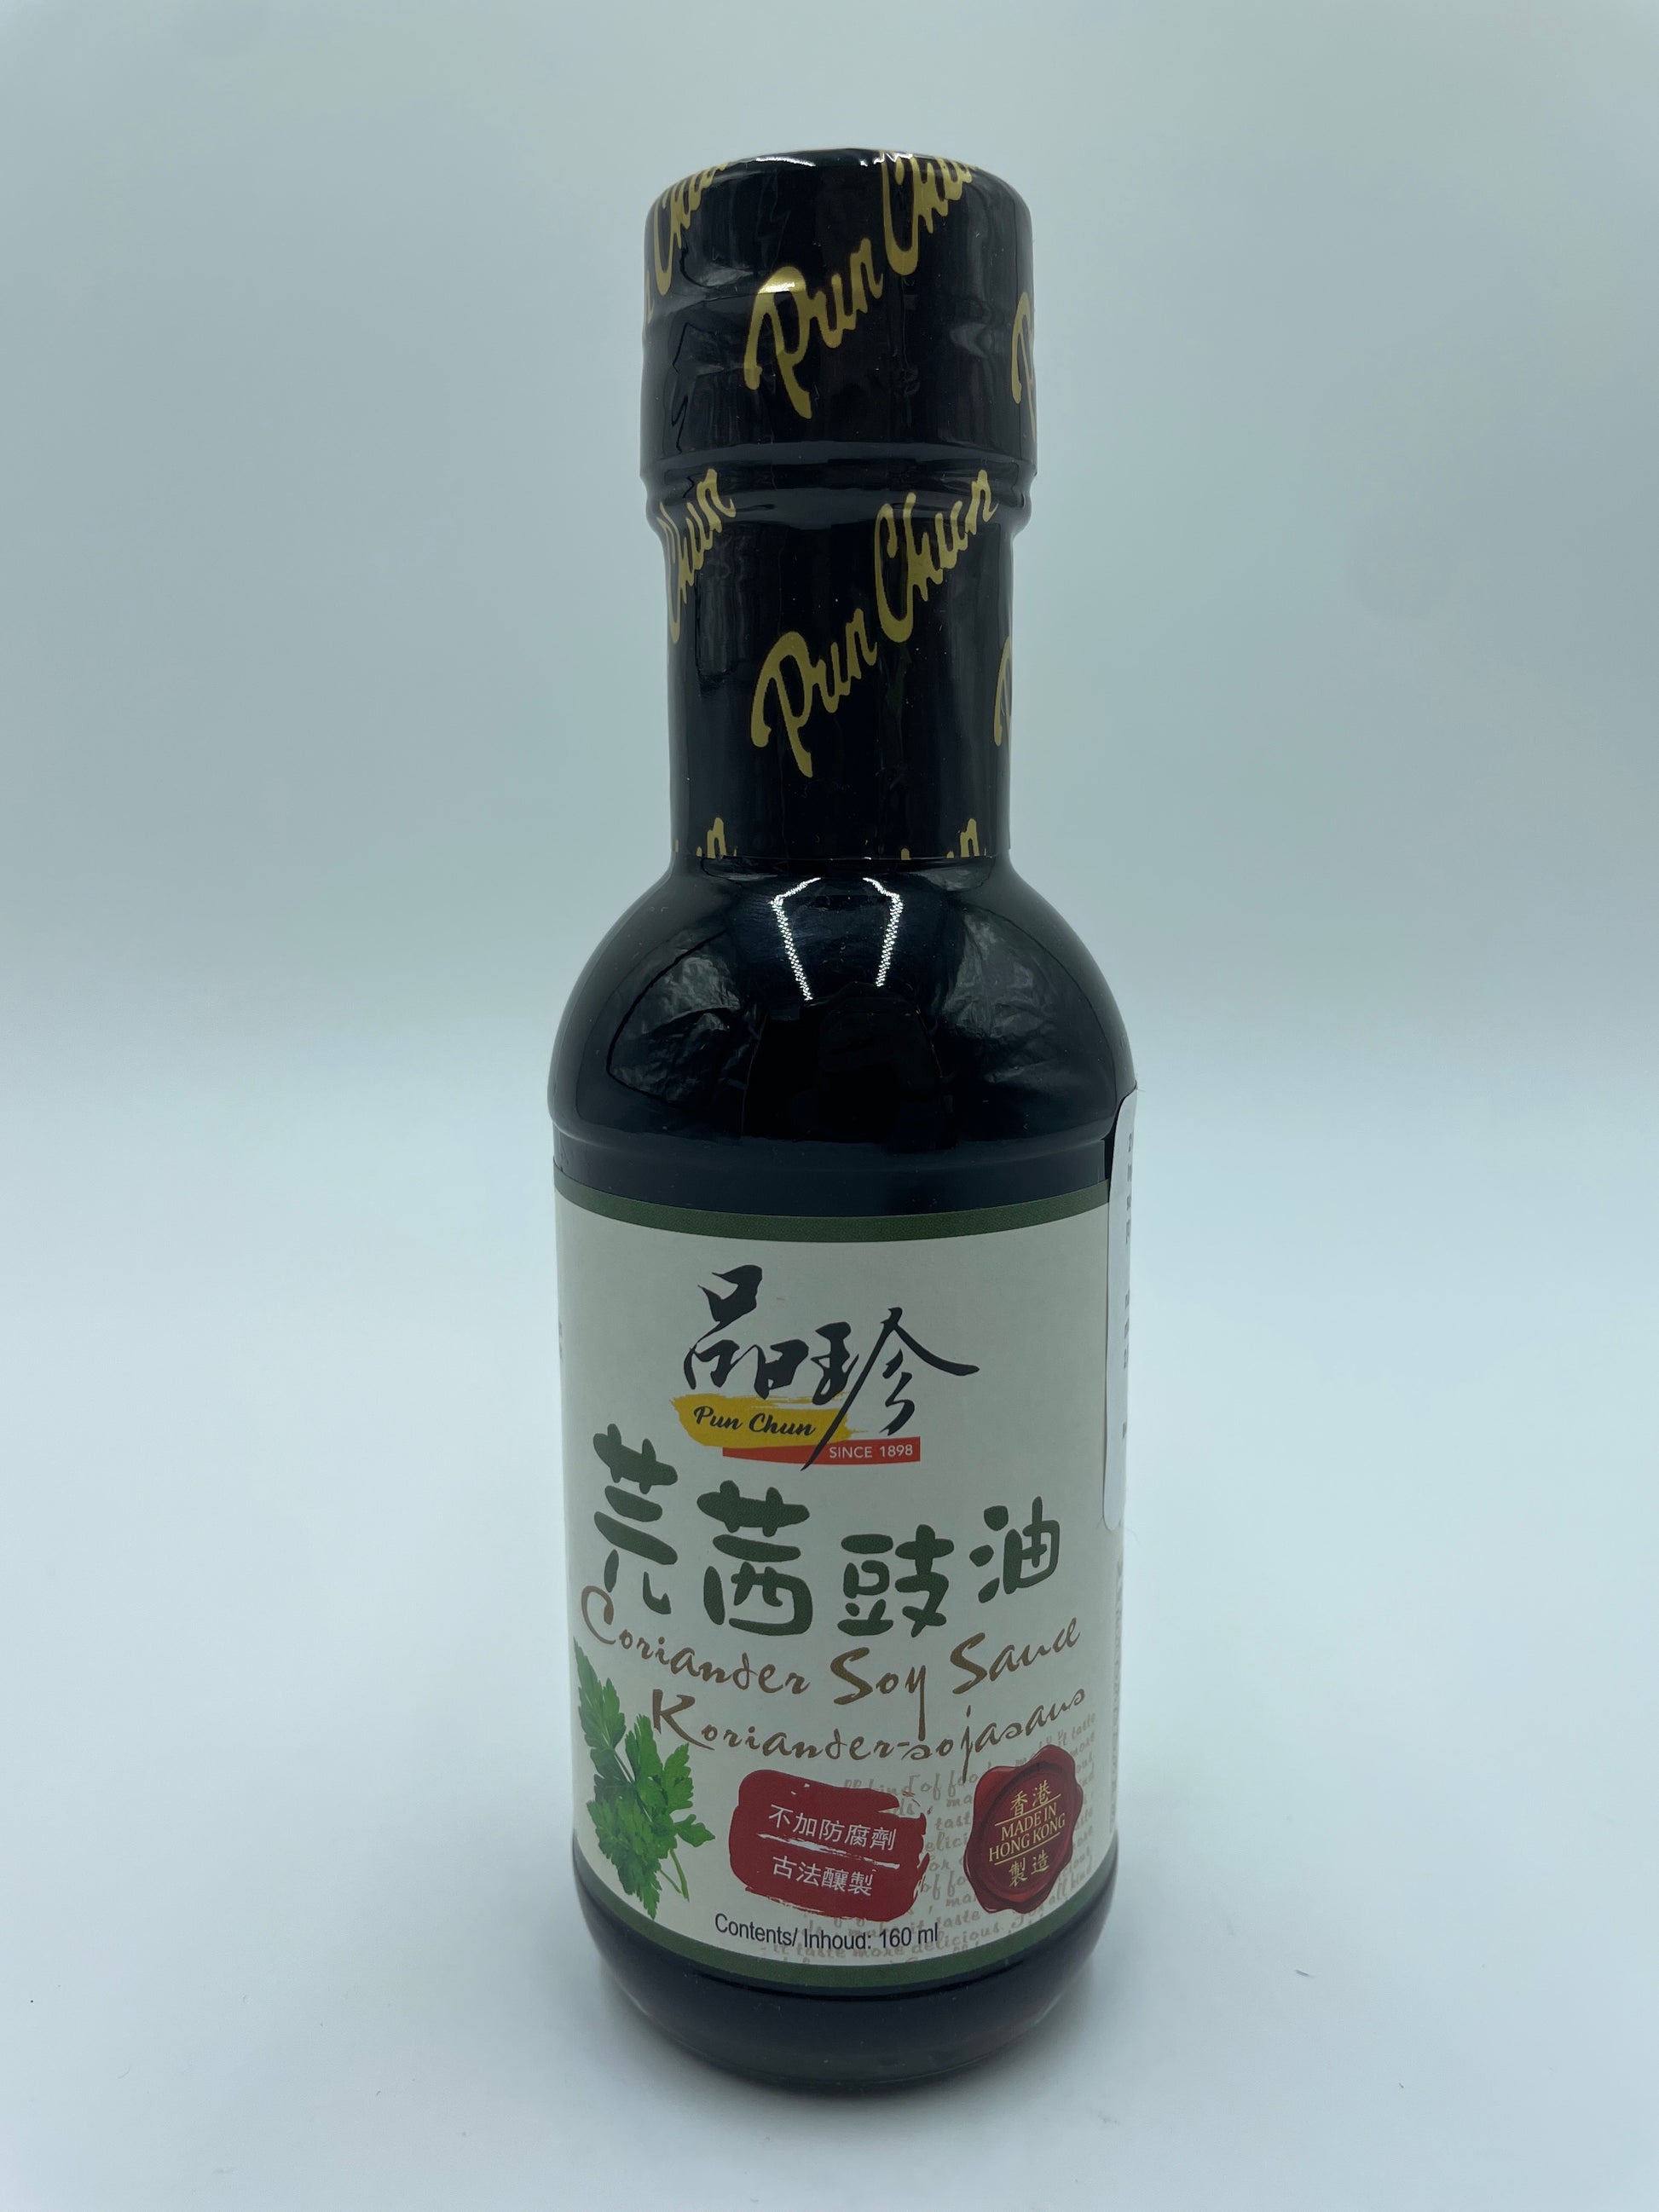 Pun Chun
Pun Chun
品珍
Pun Chun
SINCE 1898
芫茜豉油
Coriander Soy Sauce
Koriander-sojasaus
不加防腐劑
古法釀製
香港
MADE IN
HONG KONG
製造
Contents/ Inhoud: 160 ml